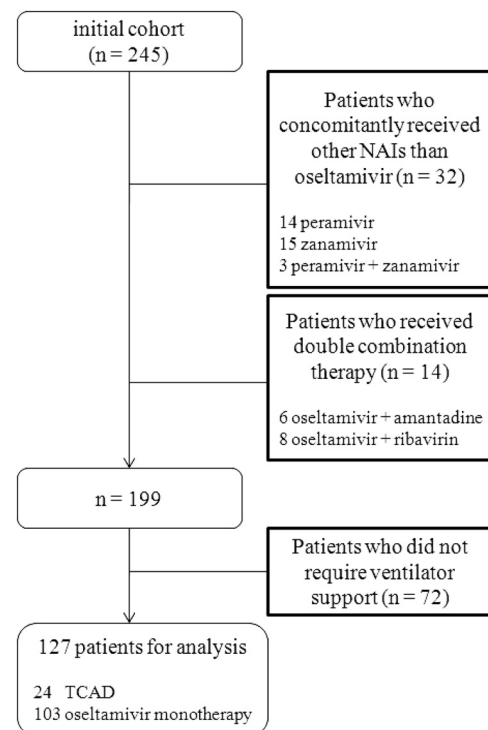 initial cohort
(n = 245)
Patients who
concomitantly received
other NAIs than
oseltamivir (n = 32)
14 peramivir
15 zanamivir
3 peramivir + zanamivir
Patients who received
double combination
therapy (n = 14)
6 oseltamivir + amantadine
8 oseltamivir + ribavirin
n = 199
Patients who did not
require ventilator
support (n = 72)
127 patients for analysis
24 TCAD
103 oseltamivir monotherapy